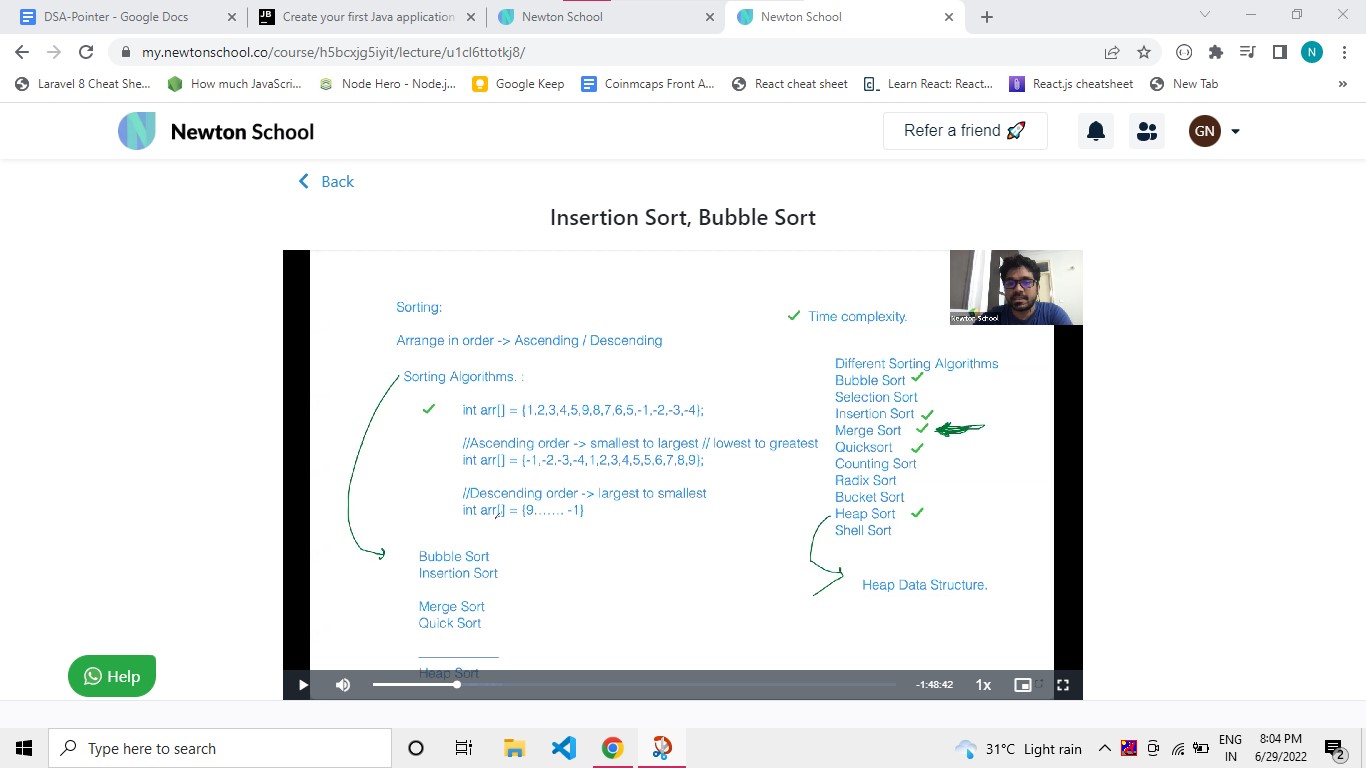 DSA-Pointer - Google Docs
Create your first Java application
Newton School
Newton School
my.newtonschool.co/course/h5bcxjg5iyit/lecture/u1cl6ttotkj8/
N
Laravel 8 Cheat She...
How much JavaScri...
Node Hero - Node.j...
Google Keep
Coinmaps Front A...
React cheat sheet
Learn React: React...
React.js cheatsheet
New Tab
»
Newton School
Refer a friend
GN
Back
Insertion Sort, Bubble Sort
Newton School
Sorting:
Time complexity.
Arrange in order -> Ascending / Descending
Sorting Algorithms. :
int arr[] = {1,2,3,4,5,9,8,7,6,5,-1,-2,-3,-4};
//Ascending order -> smallest to largest // lowest to greatest
int arr[] = {-1,-2,-3,-4,1,2,3,4,5,5,6,7,8,9};
//Descending order -> largest to smallest
int arr[] = {9....... -1}
Bubble Sort
Insertion Sort
Merge Sort
Quick Sort
Heap Sort
Different Sorting Algorithms
Bubble Sort
Selection Sort
Insertion Sort
Merge Sort
Quicksort
Counting Sort
Radix Sort
Bucket Sort
Heap Sort
Shell Sort
Heap Data Structure.
Help
-1:48:42
1x
Type here to search
31°C Light rain
ENG
IN
8:04 PM
6/29/2022
2